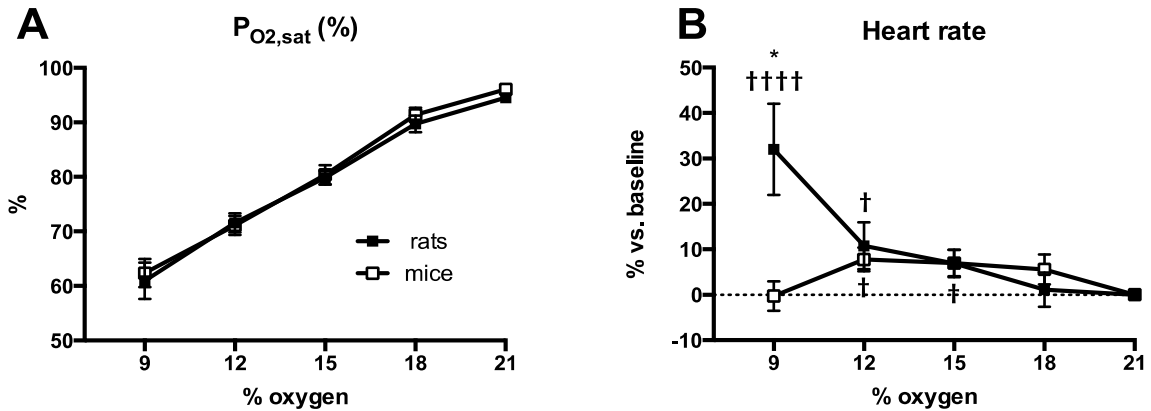 A
P_O2,sat (%)
100
90
80
70
60
50
%
rats
mice
9 12 15 18 21
% oxygen
B
Heart rate
*
††††
†
† †
50
40
30
20
10
0
-10
% vs. baseline
9 12 15 18 21
% oxygen